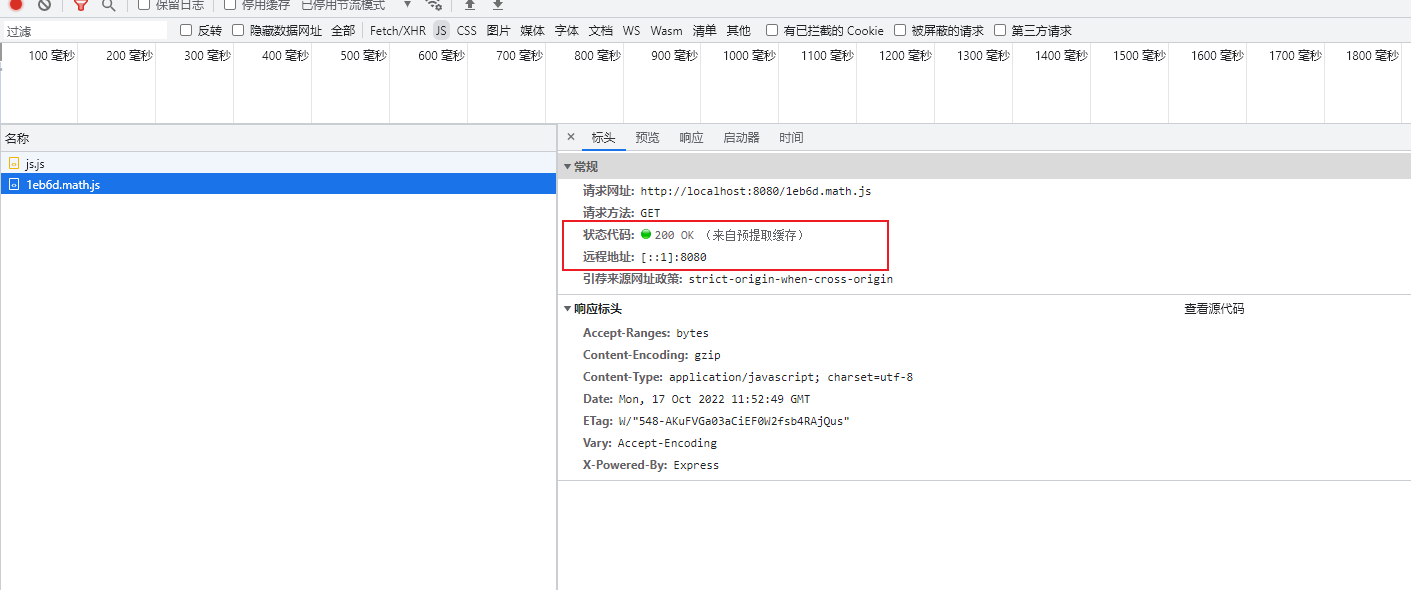 保留日志 停用缓存 已停用节流模式
过滤 反转 隐藏数据网址 全部 Fetch/XHR JS CSS 图片 媒体 字体 文档 WS Wasm 清单 其他 有已拦截的 Cookie 被屏蔽的请求 第三方请求
100 毫秒 200 毫秒 300 毫秒 400 毫秒 500 毫秒 600 毫秒 700 毫秒 800 毫秒 900 毫秒 1000 毫秒 1100 毫秒 1200 毫秒 1300 毫秒 1400 毫秒 1500 毫秒 1600 毫秒 1700 毫秒 1800 毫秒
名称
js.js
1eb6d.math.js
× 标头 预览 响应 启动器 时间
常规
请求网址: http://localhost:8080/1eb6d.math.js
请求方法: GET
状态代码: 200 OK （来自预提取缓存）
远程地址: [::1]:8080
引荐来源网址政策: strict-origin-when-cross-origin
响应标头 查看源代码
Accept-Ranges: bytes
Content-Encoding: gzip
Content-Type: application/javascript; charset=utf-8
Date: Mon, 17 Oct 2022 11:52:49 GMT
ETag: W/"548-AKuFVGa03aCiEF0W2fsb4RAjQus"
Vary: Accept-Encoding
X-Powered-By: Express